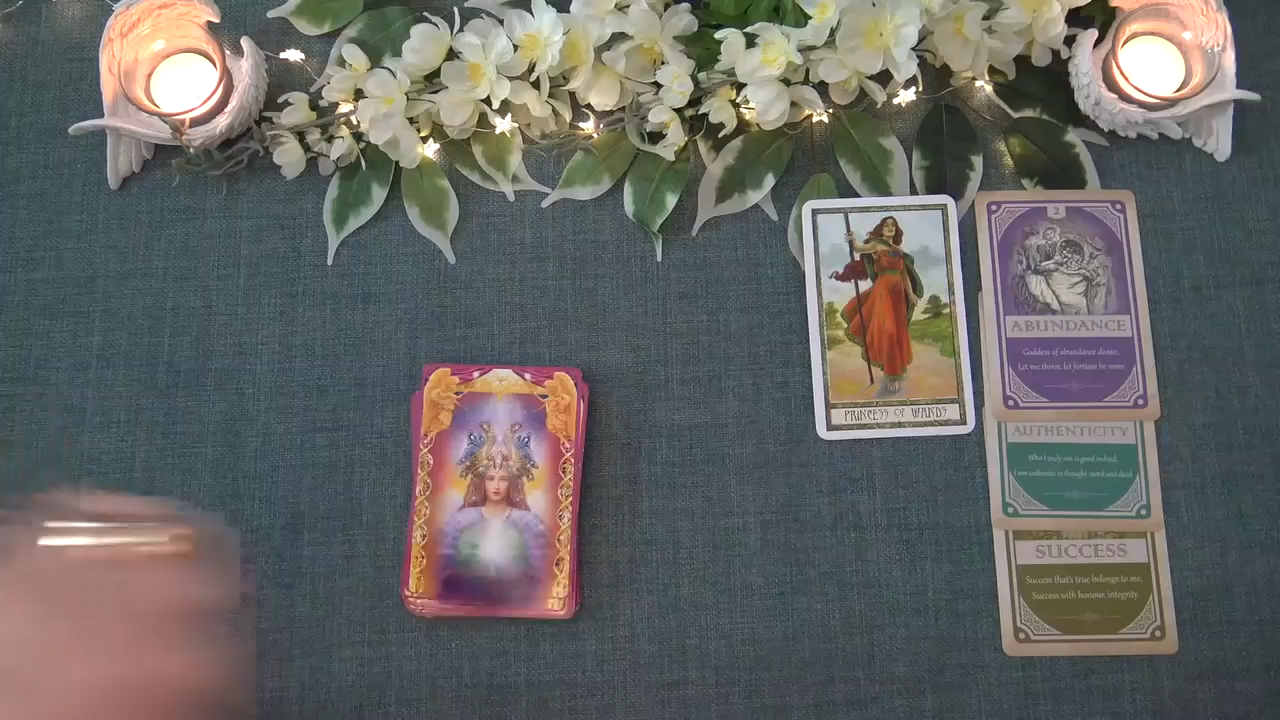 PRINCESS OF WANDS
2
ABUNDANCE
Goddess of abundance divine,
Let me thrive, let fortune be mine
AUTHENTICITY
Who I truly am is good indeed,
I am authentic in thought, word and deed
SUCCESS
Success that's true belongs to me,
Success with honour, integrity.